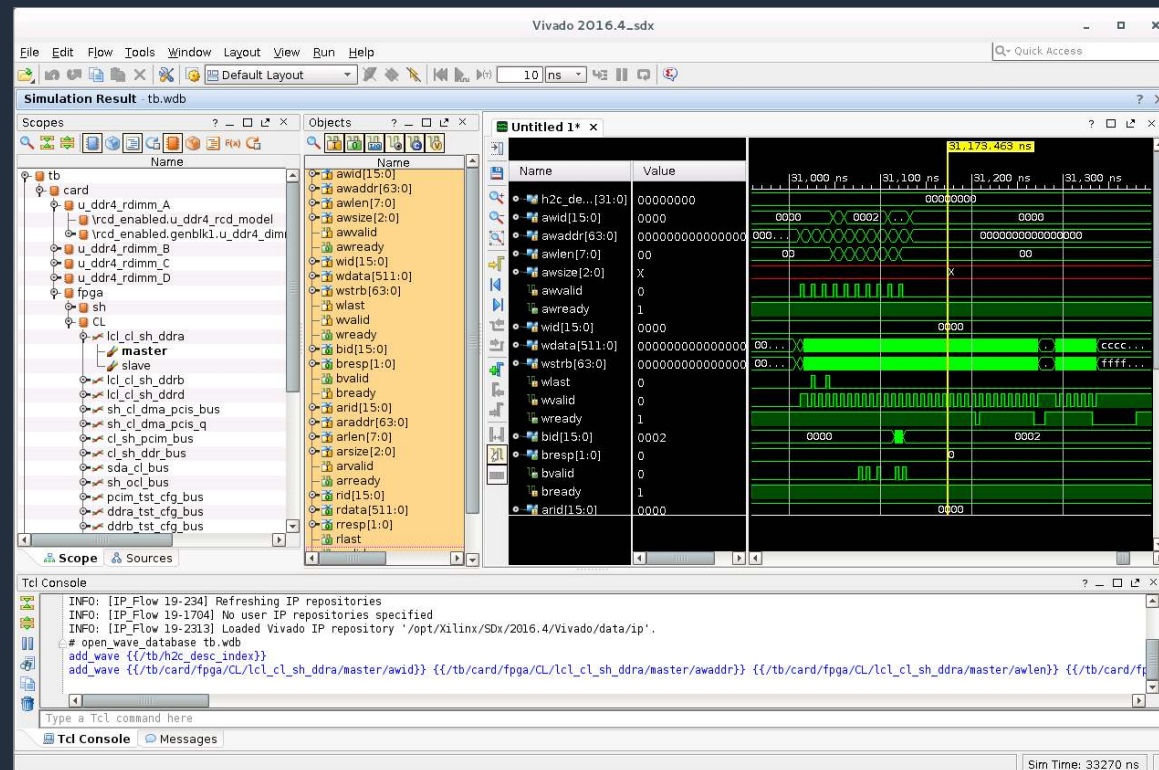 Vivado 2016.4_sdx
File Edit Flow Tools Window Layout View Run Help
Q- Quick Access
Default Layout
10 ns
Simulation Result - tb.wdb
Scopes
Name
tb
card
u_ddr4_rdimm_A
\rcd_enabled.u_ddr4_rcd_model
\rcd_enabled.genblk1.u_ddr4_dimm
u_ddr4_rdimm_B
u_ddr4_rdimm_C
u_ddr4_rdimm_D
fpga
sh
CL
lcl_cl_sh_ddra
master
slave
lcl_cl_sh_ddrb
lcl_cl_sh_ddrd
sh_cl_dma_pcis_bus
sh_cl_dma_pcis_q
cl_sh_pcim_bus
cl_sh_ddr_bus
sda_cl_bus
sh_ocl_bus
pcim_tst_cfg_bus
ddra_tst_cfg_bus
ddrb_tst_cfg_bus
Scope Sources
Objects
Name
awid[15:0]
awaddr[63:0]
awlen[7:0]
awsize[2:0]
awvalid
awready
wid[15:0]
wdata[511:0]
wstrb[63:0]
wlast
wvalid
wready
bid[15:0]
bresp[1:0]
bvalid
bready
arid[15:0]
araddr[63:0]
arlen[7:0]
arsize[2:0]
arvalid
arready
rid[15:0]
rdata[511:0]
rresp[1:0]
rlast
Untitled 1*
31,173.463 ns
Name Value
31,000 ns 31,100 ns 31,200 ns 31,300 ns
h2c_de...[31:0] 00000000 00000000
awid[15:0] 0000 0000 0002 ... 0000
awaddr[63:0] 000000000000000 000... 0000000000000000
awlen[7:0] 00 00 00
awsize[2:0] X X
awvalid 0
awready 1
wid[15:0] 0000 0000
wdata[511:0] 000000000000000 00... . cccc...
wstrb[63:0] 000000000000000 00... . ffff...
wlast 0
wvalid 0
wready 1
bid[15:0] 0002 0000 0002
bresp[1:0] 0 0
bvalid 0
bready 1
arid[15:0] 0000 0000
Tcl Console
INFO: [IP_Flow 19-234] Refreshing IP repositories
INFO: [IP_Flow 19-1704] No user IP repositories specified
INFO: [IP_Flow 19-2313] Loaded Vivado IP repository '/opt/Xilinx/SDx/2016.4/Vivado/data/ip'.
# open_wave_database tb.wdb
add_wave {{/tb/h2c_desc_index}}
add_wave {{/tb/card/fpga/CL/lcl_cl_sh_ddra/master/awid}} {{/tb/card/fpga/CL/lcl_cl_sh_ddra/master/awaddr}} {{/tb/card/fpga/CL/lcl_cl_sh_ddra/master/awlen}} {{/tb/card/fp
Type a Tcl command here
Tcl Console Messages
Sim Time: 33270 ns